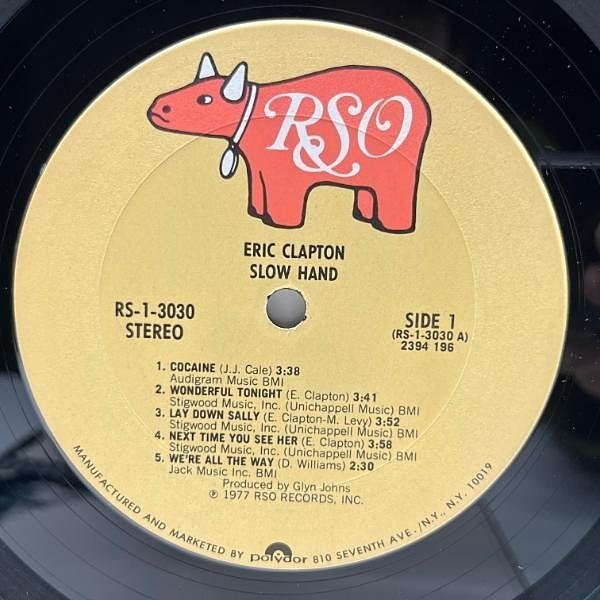 RSO
ERIC CLAPTON
SLOW HAND
RS-1-3030
STEREO
SIDE 1
(RS-1-3030 A)
2394 196
1. COCAINE (J.J. Cale) 3:38
Audigram Music BMI
2. WONDERFUL TONIGHT (E. Clapton) 3:41
Stigwood Music, Inc. (Unichappell Music) BMI
3. LAY DOWN SALLY (E. Clapton-M. Levy) 3:52
Stigwood Music, Inc. (Unichappell Music) BMI
4. NEXT TIME YOU SEE HER (E. Clapton) 3:58
Stigwood Music, Inc. (Unichappell Music) BMI
5. WE'RE ALL THE WAY (D. Williams) 2:30
Jack Music Inc. BMI
Produced by Glyn Johns
℗ 1977 RSO RECORDS, INC.
MANUFACTURED AND MARKETED BY polydor 810 SEVENTH AVE./N.Y., N.Y. 10019